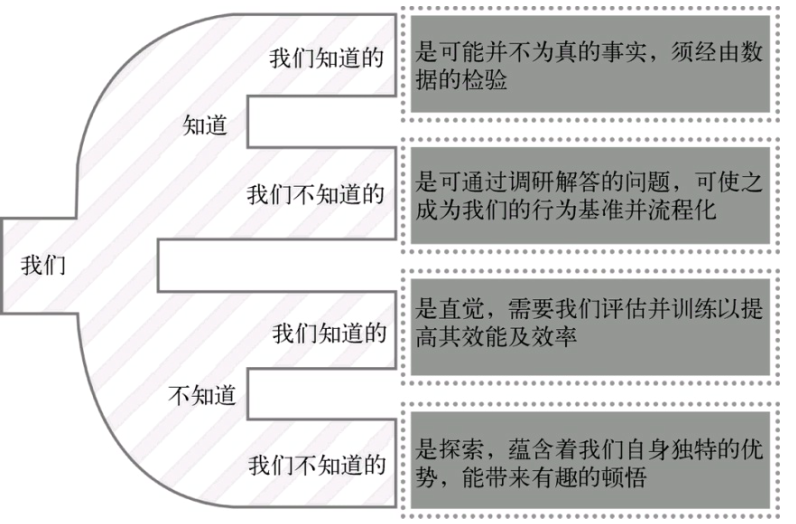 我们知道的
是可能并不为真的事实，须经由数
据的检验
知道
我们不知道的
是可通过调研解答的问题，可使之
成为我们的行为基准并流程化
我们
我们知道的
是直觉，需要我们评估并训练以提
高其效能及效率
不知道
我们不知道的
是探索，蕴含着我们自身独特的优
势，能带来有趣的顿悟